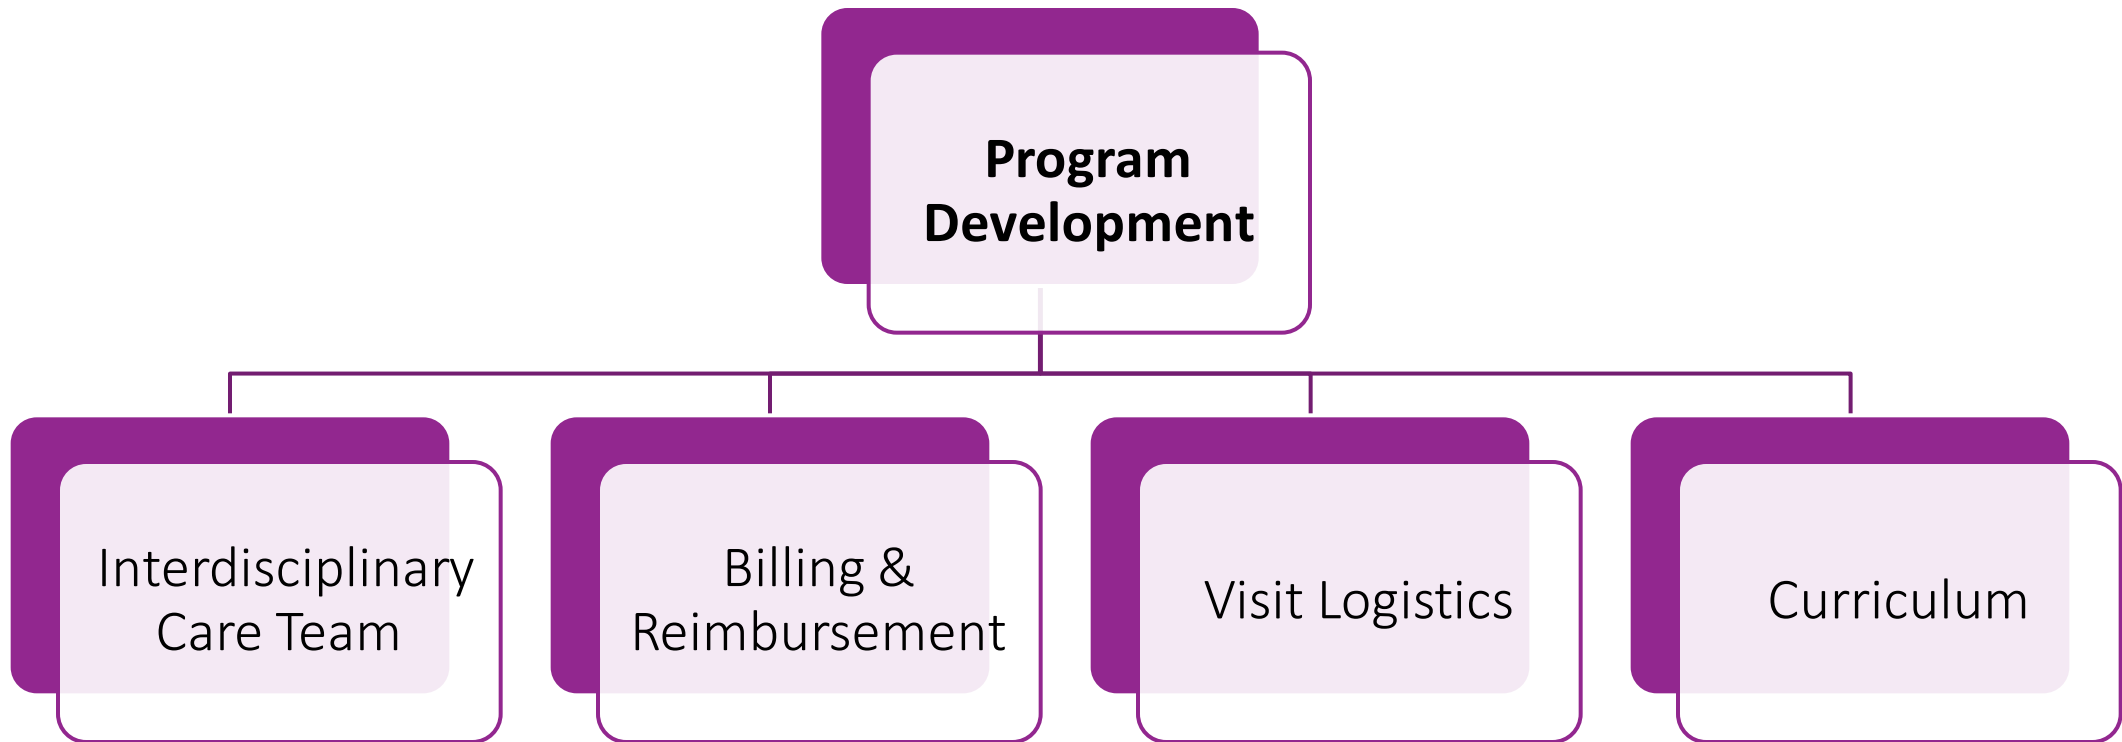 Program
Development
Interdisciplinary
Care Team
Billing &
Reimbursement
Visit Logistics
Curriculum